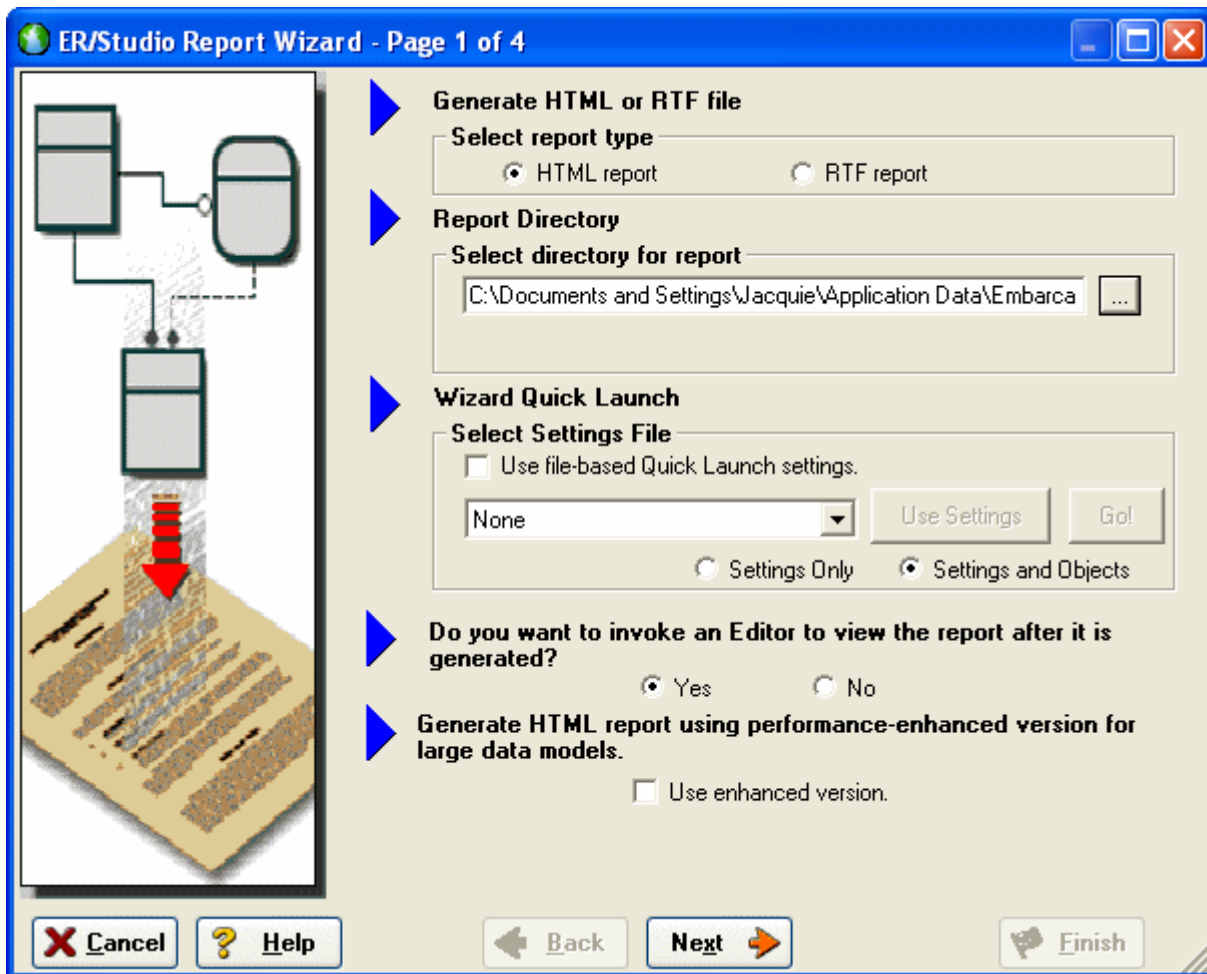 ER/Studio Report Wizard - Page 1 of 4
Generate HTML or RTF file
Select report type
HTML report
RTF report
Report Directory
Select directory for report
C:\Documents and Settings\Jacquie\Application Data\Embarca
...
Wizard Quick Launch
Select Settings File
Use file-based Quick Launch settings.
None
Use Settings
Go!
Settings Only
Settings and Objects
Do you want to invoke an Editor to view the report after it is
generated?
Yes
No
Generate HTML report using performance-enhanced version for
large data models.
Use enhanced version.
Cancel
Help
Back
Next
Finish